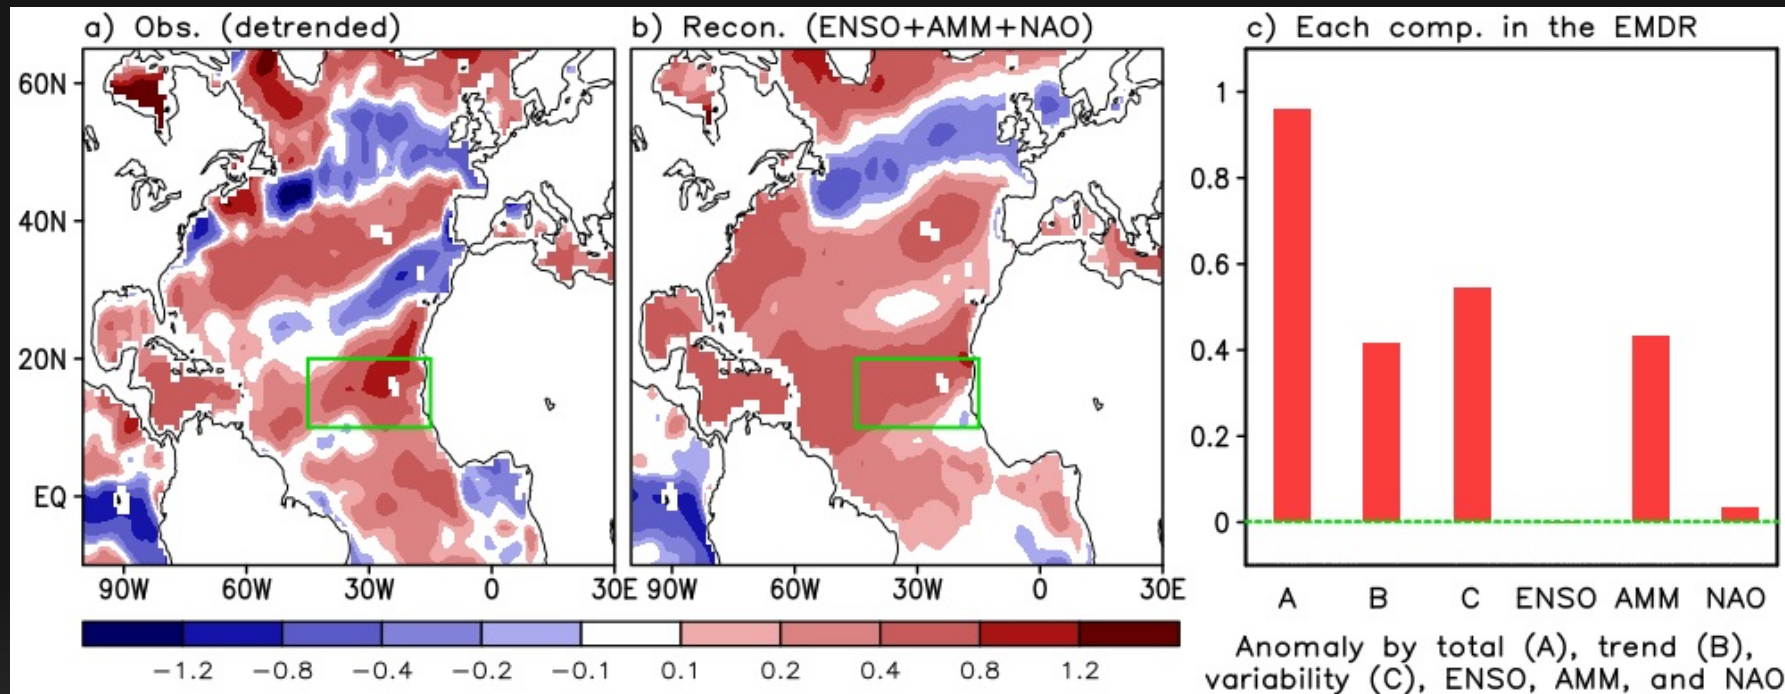 a) Obs. (detrended)
b) Recon. (ENSO+AMM+NAO)
c) Each comp. in the EMDR
60N
40N
20N
EQ
90W 60W 30W 0 30E
90W 60W 30W 0 30E
−1.2 −0.8 −0.4 −0.2 −0.1 0.1 0.2 0.4 0.8 1.2
1
0.8
0.6
0.4
0.2
0
A B C ENSO AMM NAO
Anomaly by total (A), trend (B),
variability (C), ENSO, AMM, and NAO